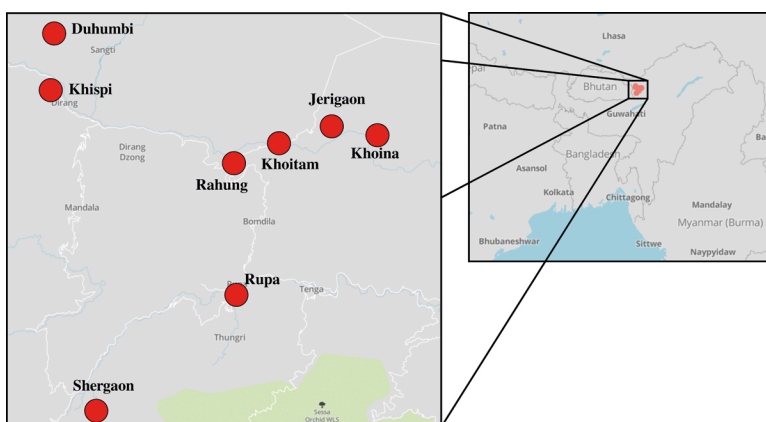 Duhumbi
Sangti
Khispi
Dirang
Jerigaon
Dirang
Dzong
Khoitam
Khoina
Rahung
Mandala
Bomdila
Rupa
Tenga
Thungri
Shergaon
Sessa
Orchid WLS
Lhasa
Bhutan
Guwahati
Patna
Bangladesh
Asansol
Kolkata
Chittagong
Mandalay
Myanmar (Burma)
Bhubaneshwar
Sittwe
Naypyidaw